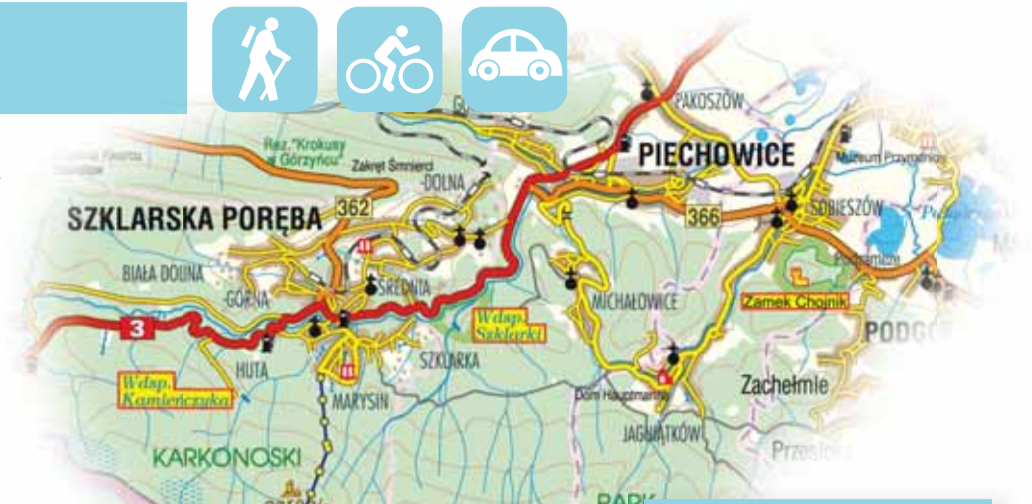 PAKOSZÓW
PIECHOWICE
Rez. "Krokusy
w Górzyńcu"
Zakręt Śmierci
DOLNA
Muzeum Przyrodnicze
SZKLARSKA PORĘBA
362
366
SOBIESZÓW
BIAŁA DOLINA
GÓRNA
ŚREDNIA
MICHAŁOWICE
Zamek Chojnik
3
Wdsp.
Szklarki
HUTA
SZKLARKA
Wdsp.
Kamieńczyka
MARYSIN
Zachełmie
Dom Hauptmanna
JAGNIĄTKÓW
KARKONOSKI
PARK